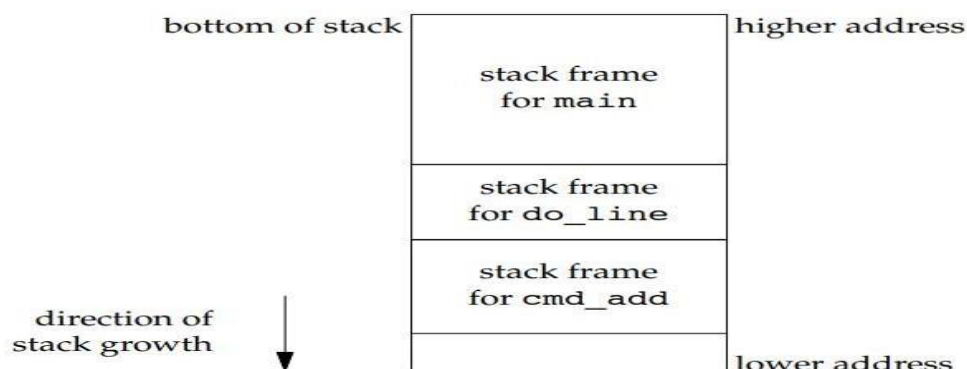 bottom of stack
higher address
stack frame
for main
stack frame
for do_line
stack frame
for cmd_add
direction of
stack growth
lower address